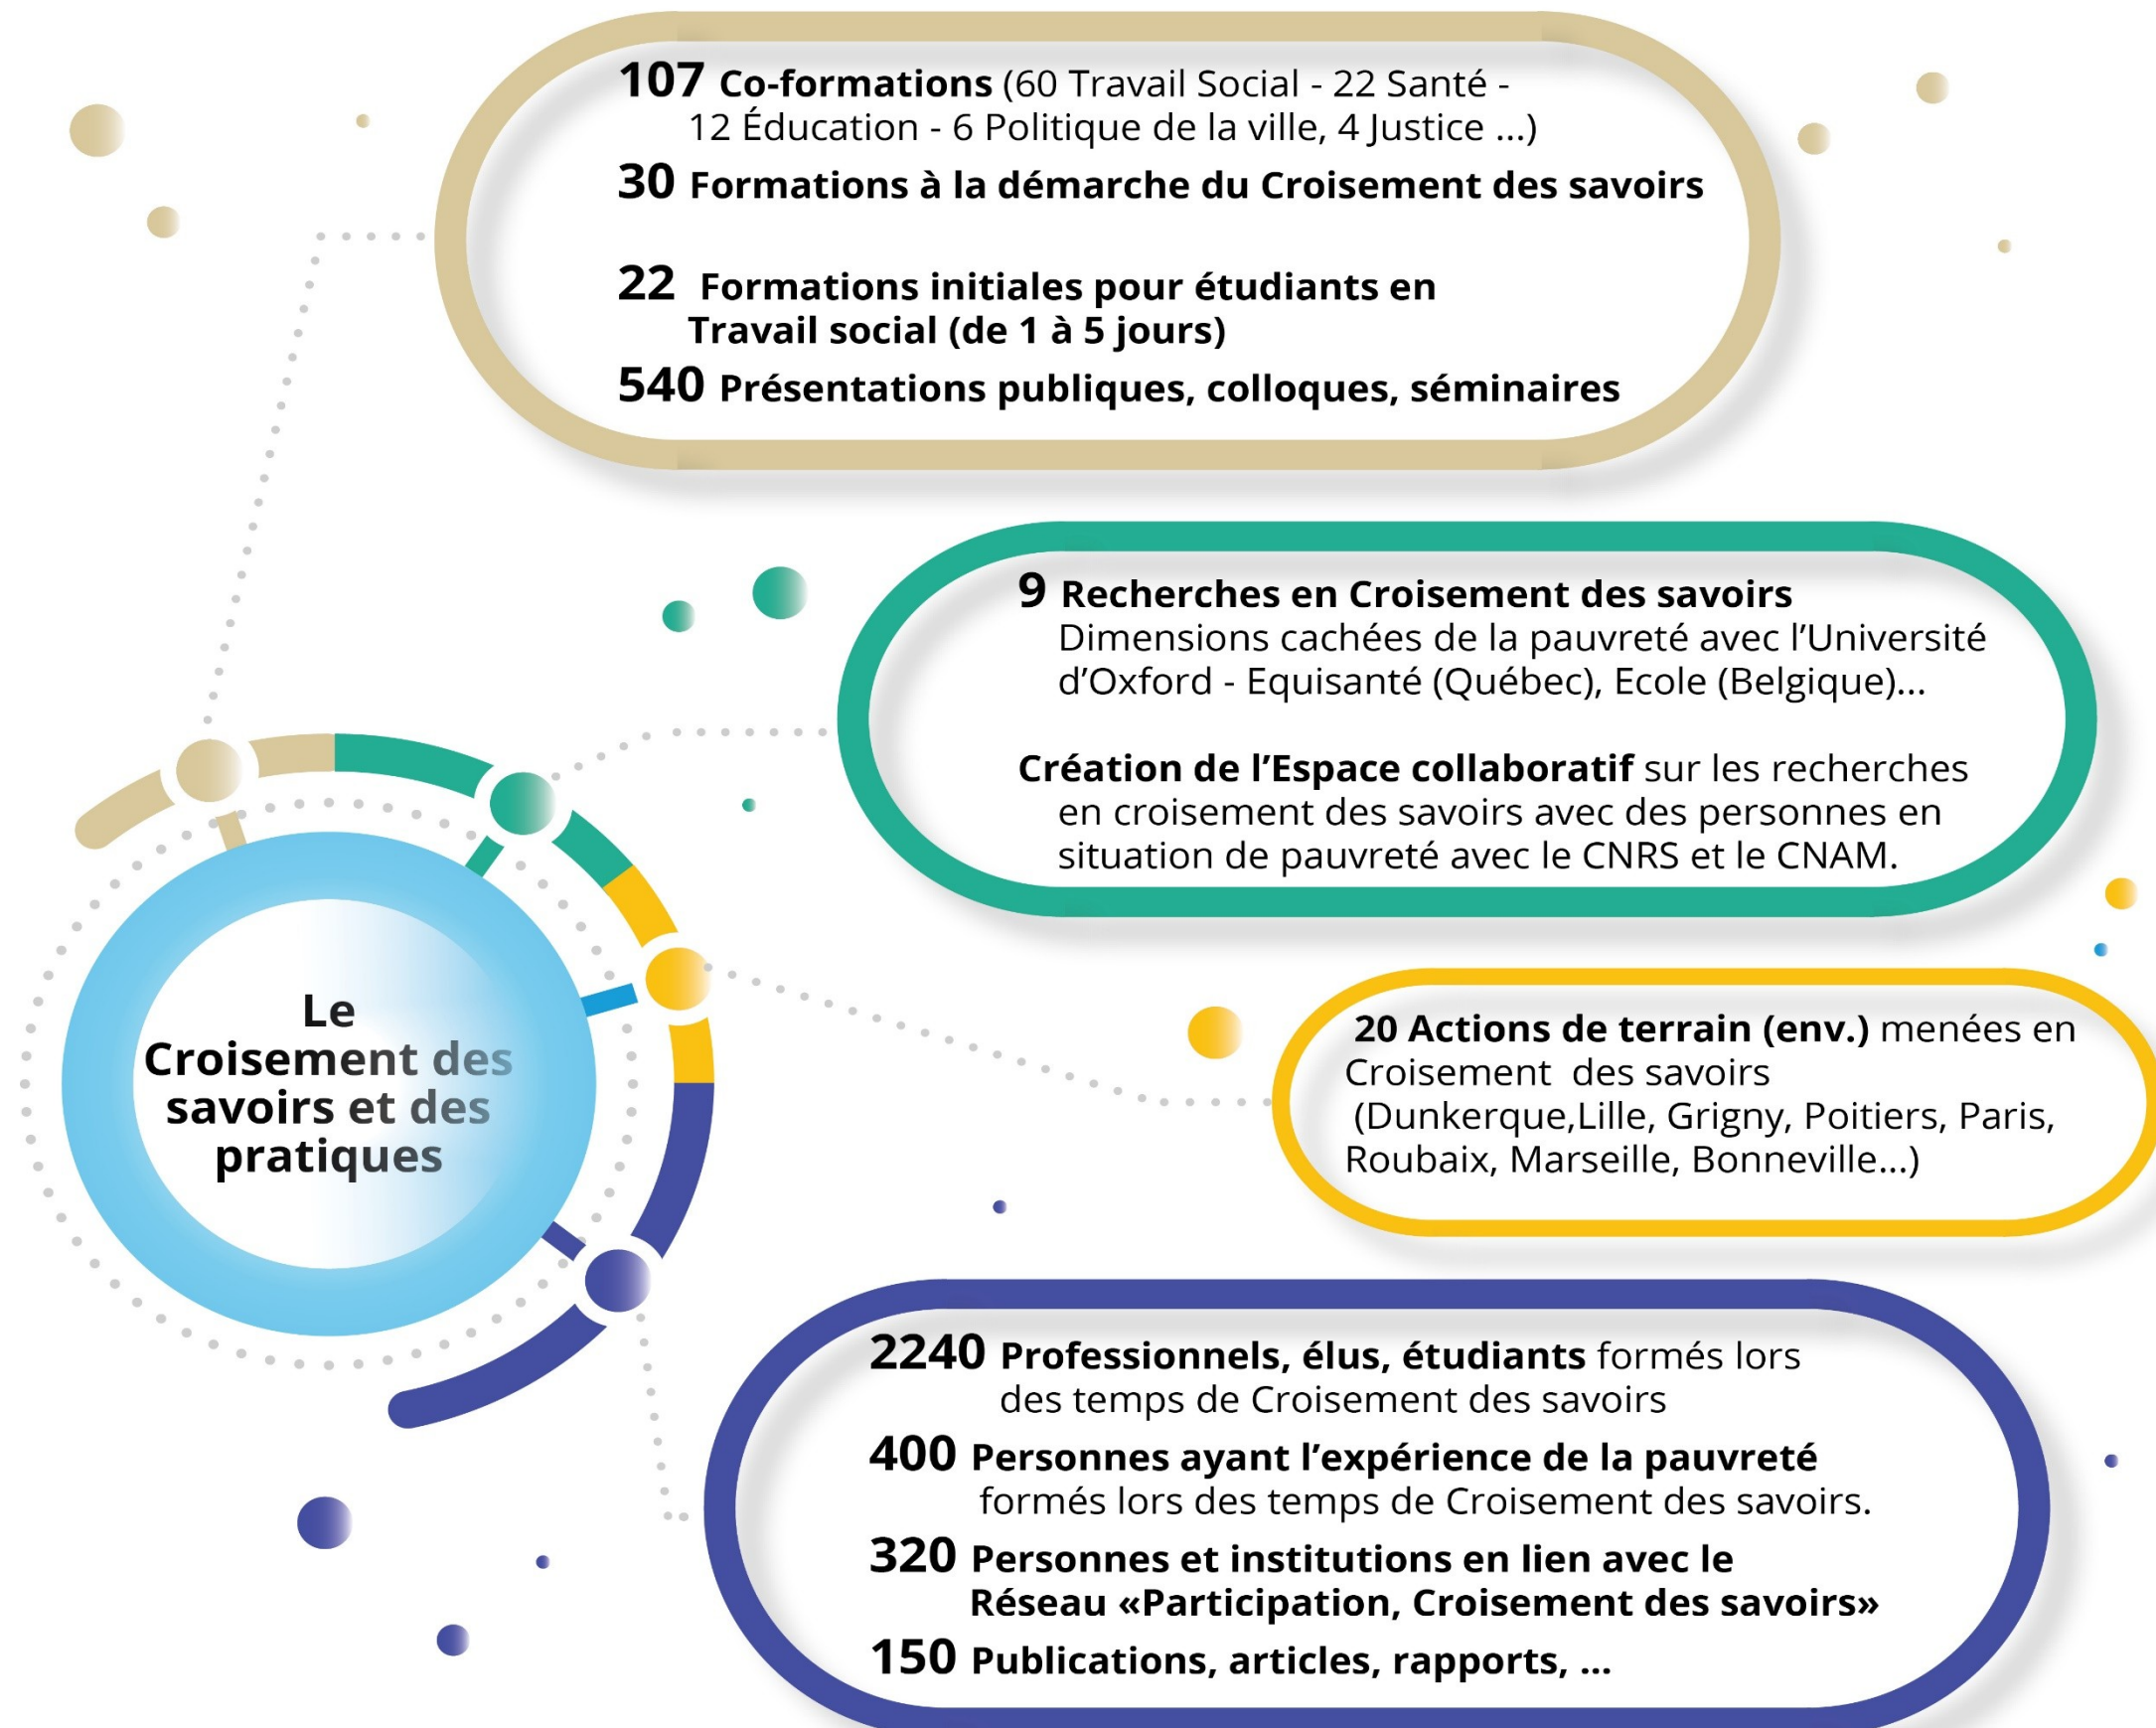 107 Co-formations (60 Travail Social - 22 Santé -
12 Éducation - 6 Politique de la ville, 4 Justice ...)
30 Formations à la démarche du Croisement des savoirs
22 Formations initiales pour étudiants en
Travail social (de 1 à 5 jours)
540 Présentations publiques, colloques, séminaires
9 Recherches en Croisement des savoirs
Dimensions cachées de la pauvreté avec l’Université
d’Oxford - Equisanté (Québec), Ecole (Belgique)...
Création de l’Espace collaboratif sur les recherches
en croisement des savoirs avec des personnes en
situation de pauvreté avec le CNRS et le CNAM.
Le
Croisement des
savoirs et des
pratiques
20 Actions de terrain (env.) menées en
Croisement des savoirs
(Dunkerque,Lille, Grigny, Poitiers, Paris,
Roubaix, Marseille, Bonneville...)
2240 Professionnels, élus, étudiants formés lors
des temps de Croisement des savoirs
400 Personnes ayant l’expérience de la pauvreté
formés lors des temps de Croisement des savoirs.
320 Personnes et institutions en lien avec le
Réseau «Participation, Croisement des savoirs»
150 Publications, articles, rapports, ...